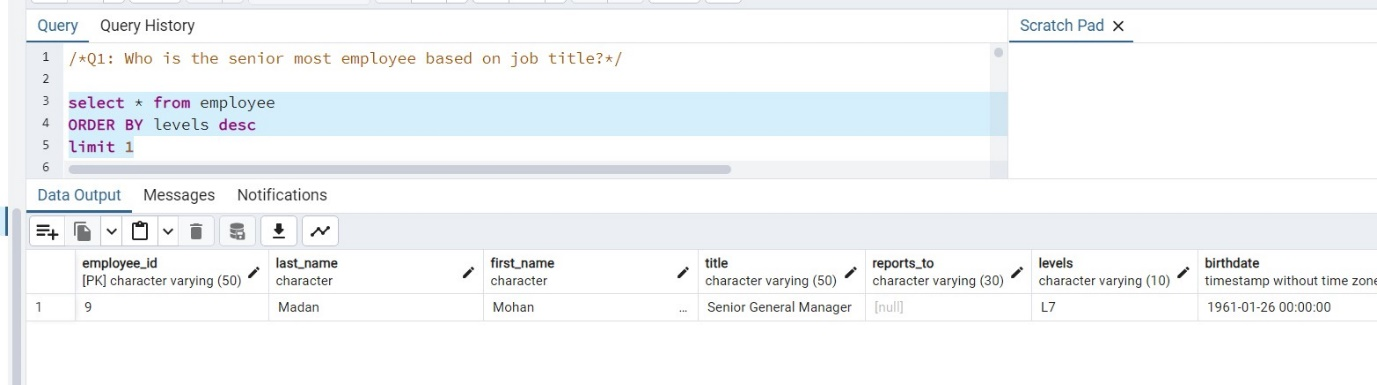 Query Query History
Scratch Pad
1 /*Q1: Who is the senior most employee based on job title?*/
2
3 select * from employee
4 ORDER BY levels desc
5 limit 1
6
Data Output Messages Notifications
employee_id last_name first_name title reports_to levels birthdate
[PK] character varying (50) character character character varying (50) character varying (30) character varying (10) timestamp without time zone
1 9 Madan Mohan ... Senior General Manager [null] L7 1961-01-26 00:00:00